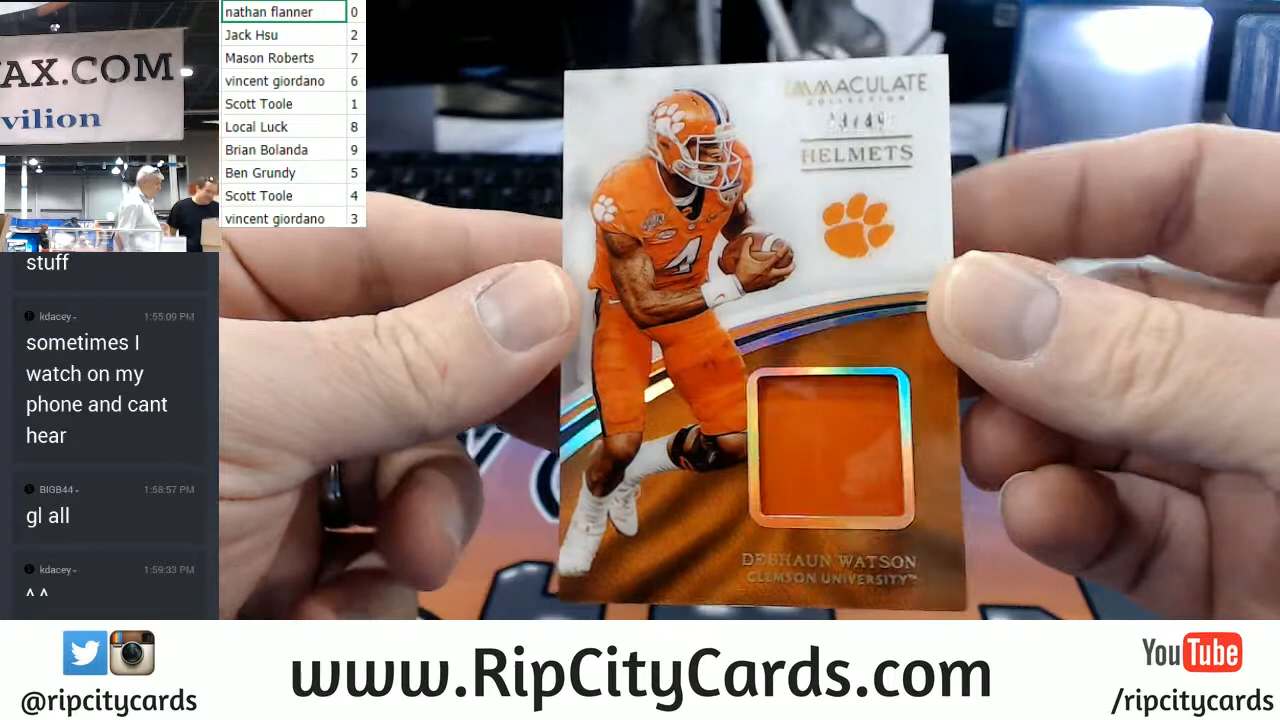 AX.COM
vilion
nathan flanner 0
Jack Hsu 2
Mason Roberts 7
vincent giordano 6
Scott Toole 1
Local Luck 8
Brian Bolanda 9
Ben Grundy 5
Scott Toole 4
vincent giordano 3
stuff
kdacey- 1:55:09 PM
sometimes I
watch on my
phone and cant
hear
BIGB44- 1:58:57 PM
gl all
kdacey- 1:59:33 PM
^ ^
IMMACULATE
COLLECTION
HELMETS
4
DESHAUN WATSON
CLEMSON UNIVERSITY™
@ripcitycards
www.RipCityCards.com
YouTube
/ripcitycards